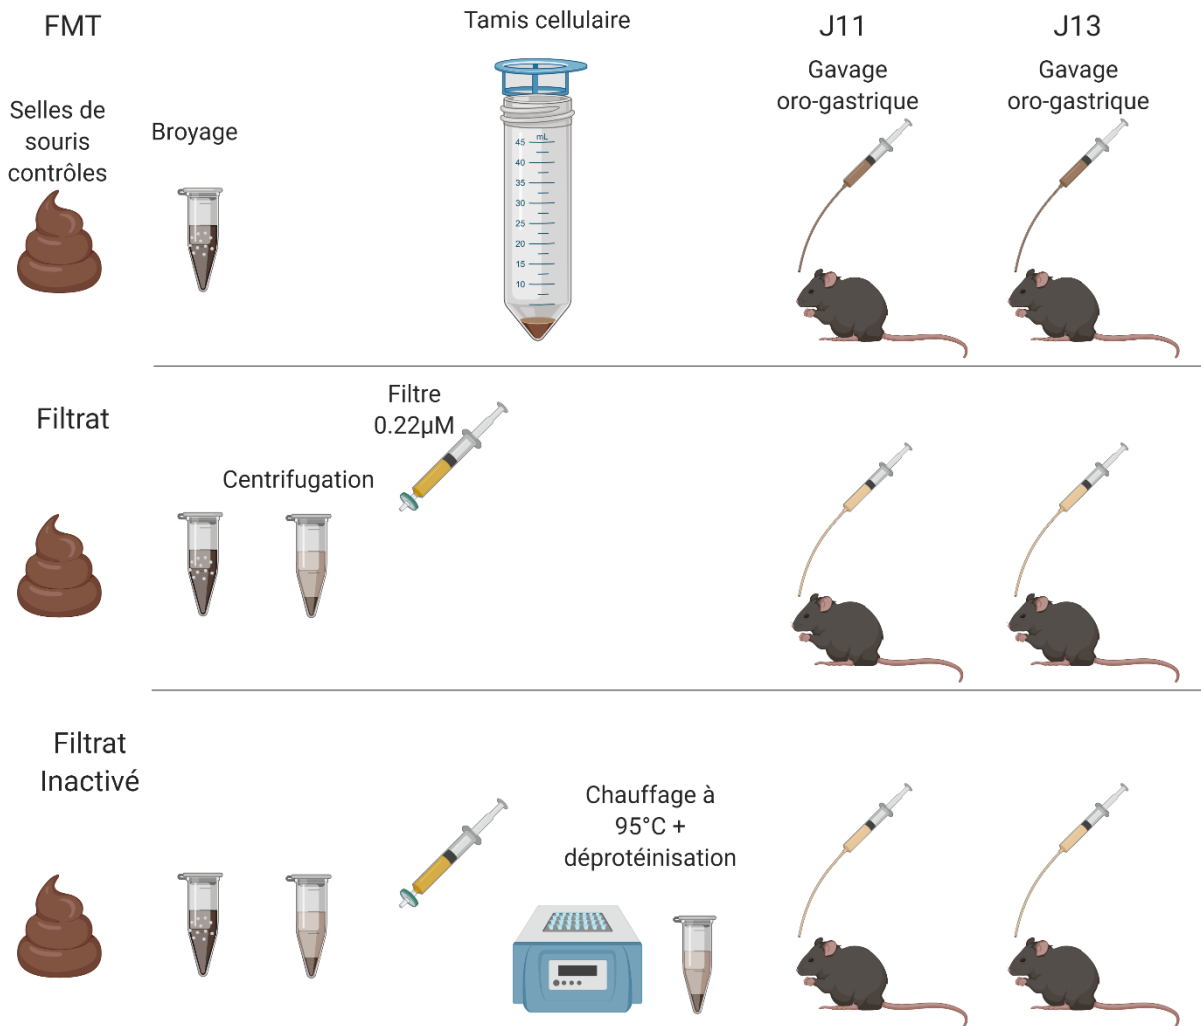 FMT
Tamis cellulaire
J11
J13
Gavage
oro-gastrique
Gavage
oro-gastrique
Selles de
souris
contrôles
Broyage
mL
45
40
35
30
25
20
15
10
Filtrat
Filtre
0.22µM
Centrifugation
Filtrat
Inactivé
Chauffage à
95°C +
déprotéinisation